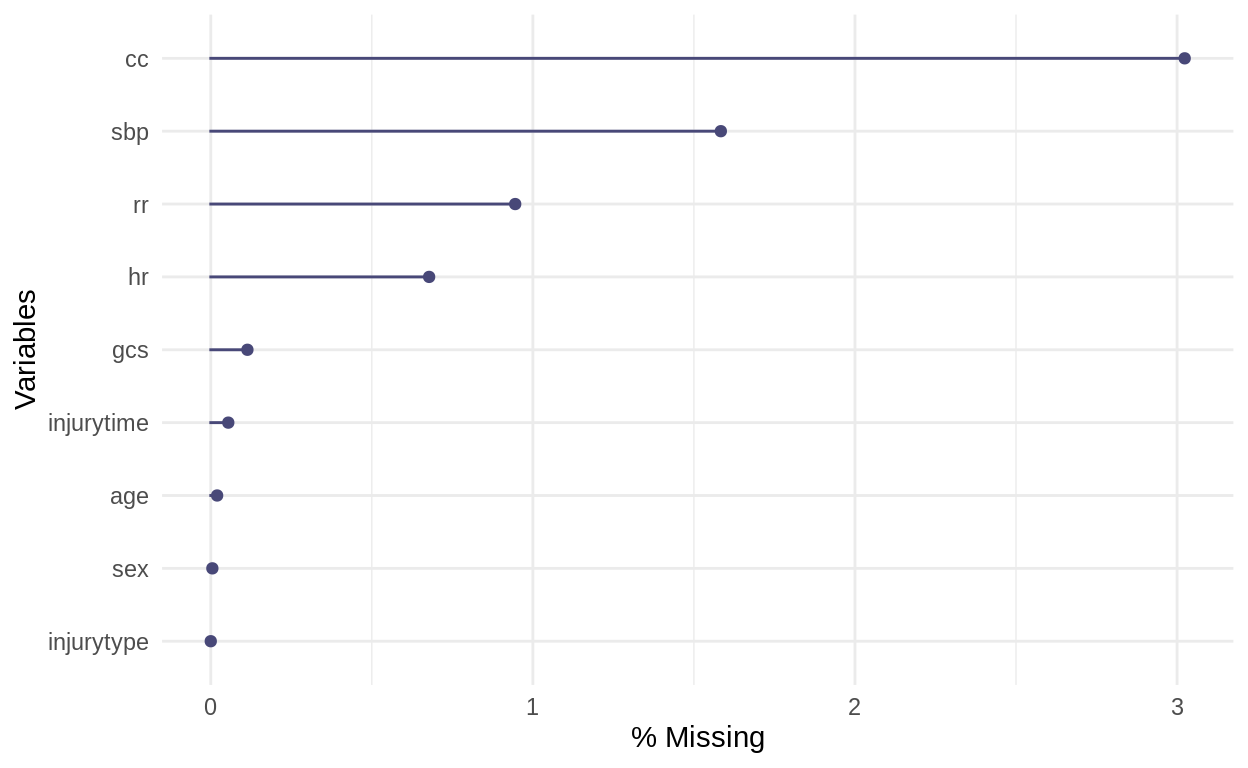 cc
sbp
rr
hr
gcs
injurytime
age
sex
injurytype
Variables
0 1 2 3
% Missing